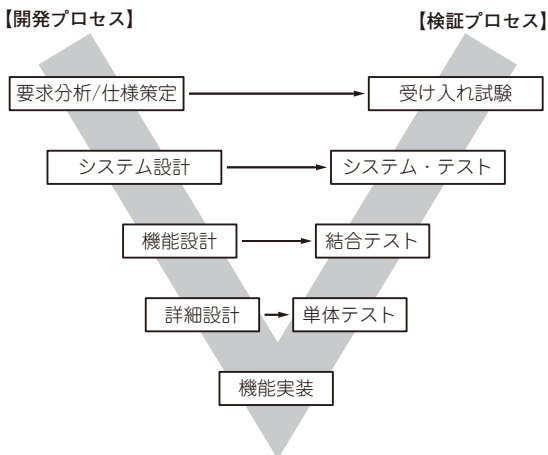 【開発プロセス】
【検証プロセス】
要求分析/仕様策定
受け入れ試験
システム設計
システム・テスト
機能設計
結合テスト
詳細設計
単体テスト
機能実装